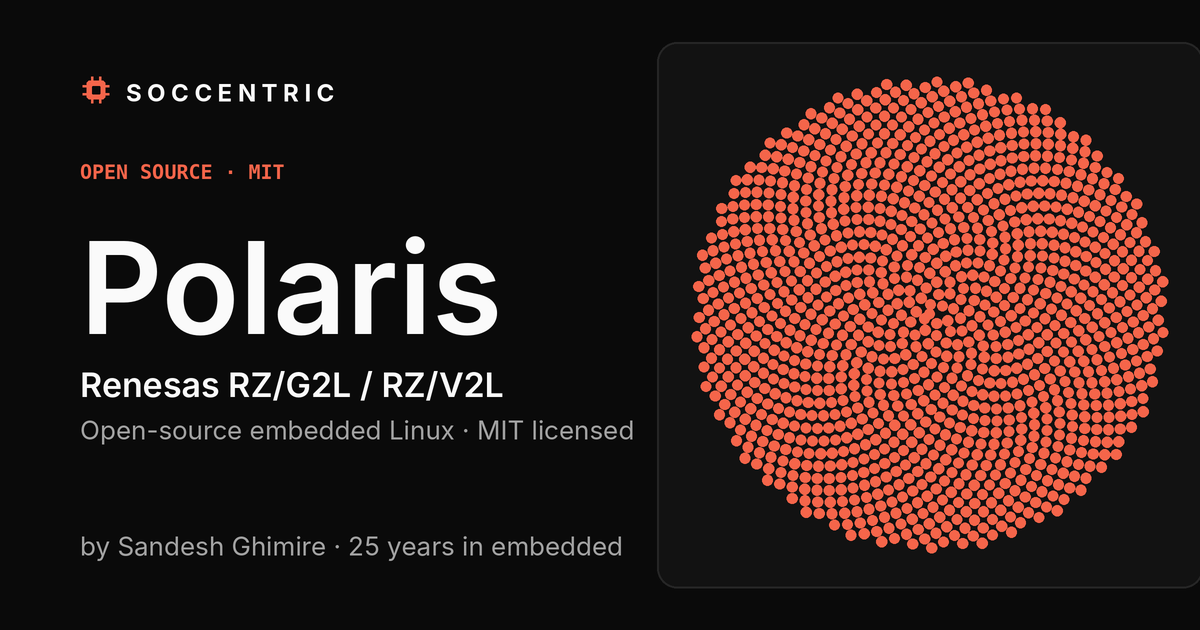 SOCCENTRIC
OPEN SOURCE · MIT
Polaris
Renesas RZ/G2L / RZ/V2L
Open-source embedded Linux · MIT licensed
by Sandesh Ghimire · 25 years in embedded